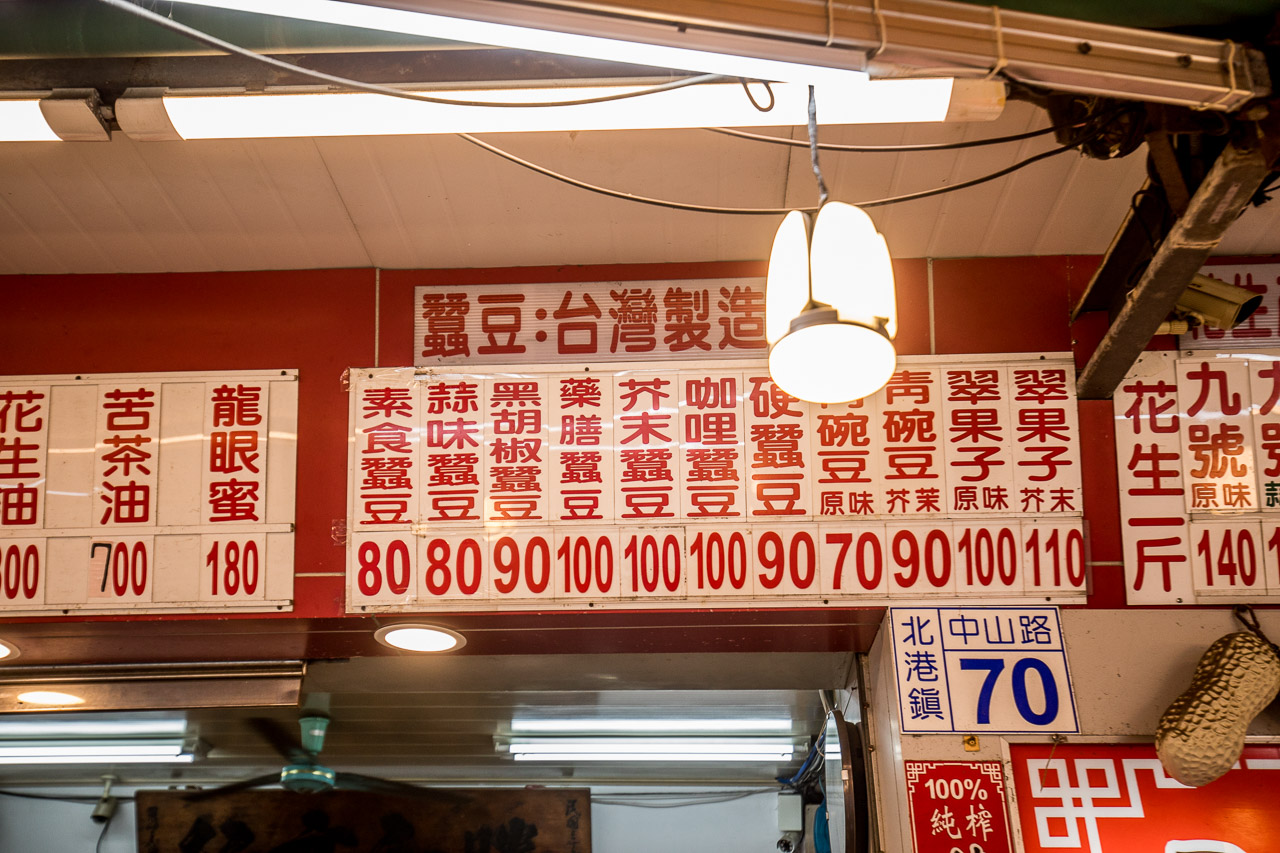 蠶豆:台灣製造
花生油
苦茶油
700
龍眼蜜
180
素食蠶豆
80
蒜味蠶豆
80
黑胡椒蠶豆
90
藥膳蠶豆
100
芥末蠶豆
100
咖哩蠶豆
100
硬蠶豆
90
青碗豆
原味
70
青碗豆
芥茉
90
翠果子
原味
100
翠果子
芥末
110
花生一斤
九號
原味
140
北港鎮
中山路
70
100%
純榨